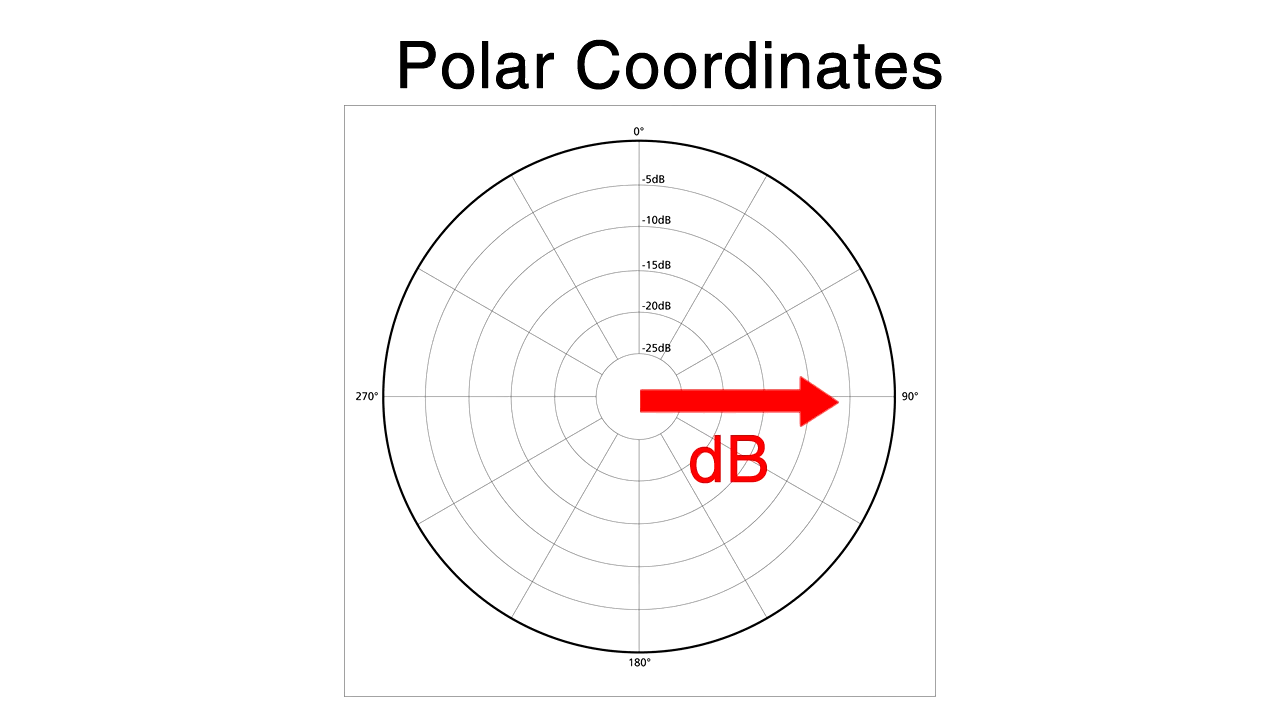 Polar Coordinates
0°
-5dB
-10dB
-15dB
-20dB
-25dB
270°
90°
dB
180°